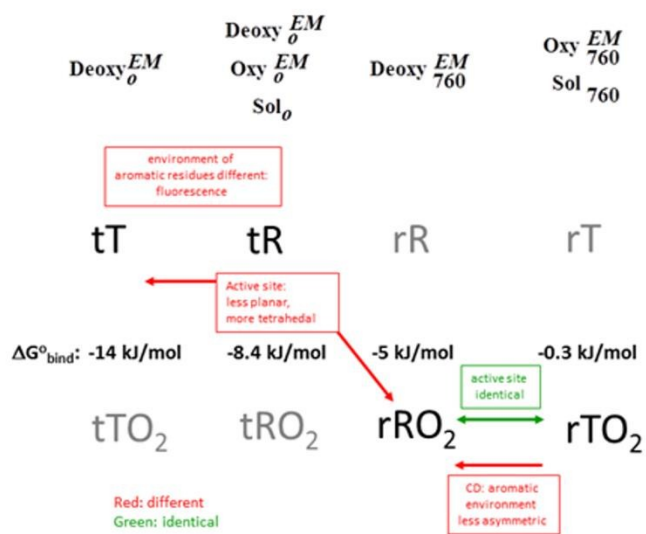 Deoxy EM o
Deoxy EM o
Oxy EM o
Sol o
Deoxy EM 760
Oxy EM 760
Sol 760
environment of
aromatic residues different:
fluorescence
tT tR rR rT
Active site:
less planar,
more tetrahedal
ΔG°bind: -14 kJ/mol -8.4 kJ/mol -5 kJ/mol -0.3 kJ/mol
active site
identical
tTO₂ tRO₂ rRO₂ rTO₂
Red: different
Green: identical
CD: aromatic
environment
less asymmetric